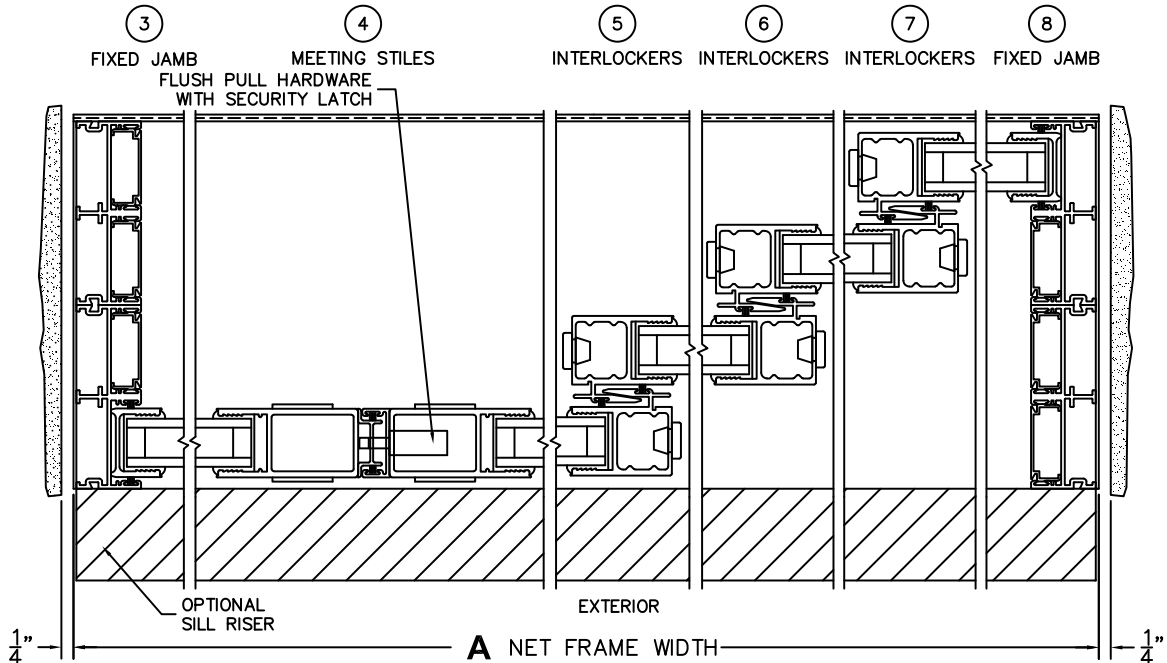 3
4
5
6
7
8
FIXED JAMB
MEETING STILES
INTERLOCKERS
INTERLOCKERS
INTERLOCKERS
FIXED JAMB
FLUSH PULL HARDWARE
WITH SECURITY LATCH
OPTIONAL
SILL RISER
EXTERIOR
1/4"
A NET FRAME WIDTH
1/4"